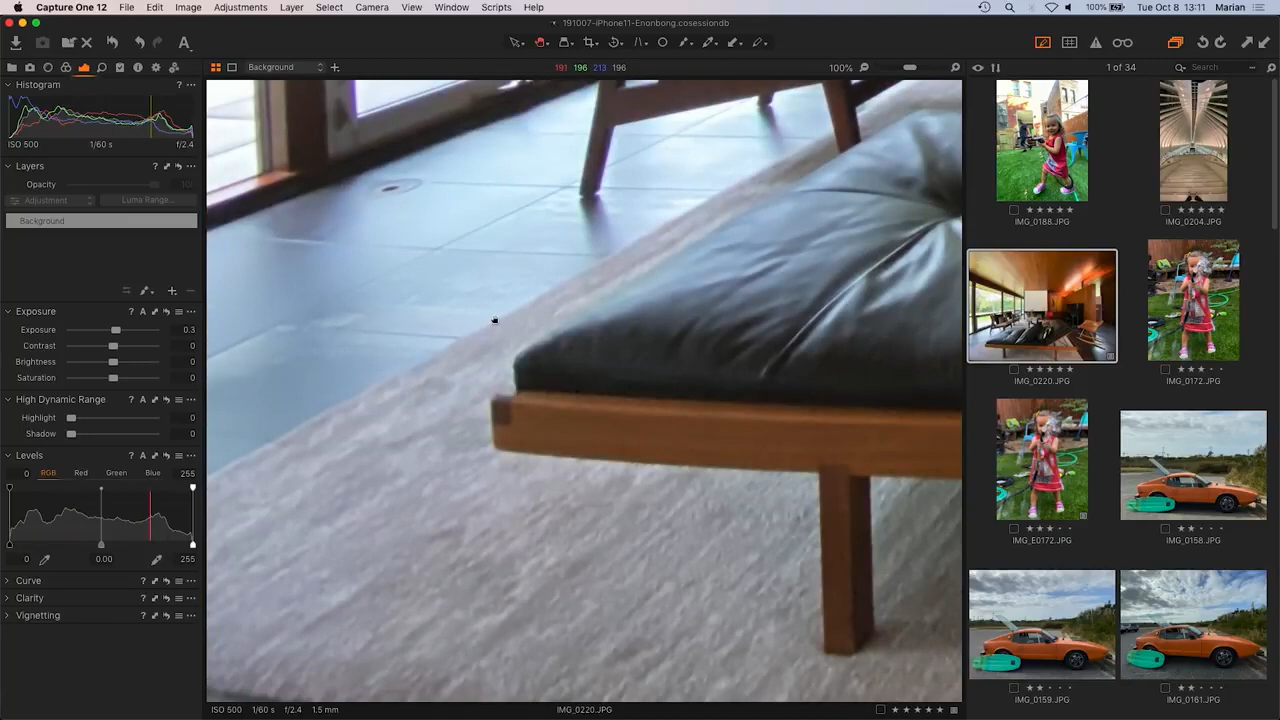 Capture One 12 File Edit Image Adjustments Layer Select Camera View Window Scripts Help 100% Tue Oct 8 13:11 Marian
191007-iPhone11-Enonbong.cosessiondb
Background 191 196 213 196 100% 1 of 34 Search
Histogram ?
ISO 500 1/60 s f/2.4
Layers ?
Opacity 100
Adjustment Luma Range...
Background
Exposure ? A
Exposure 0.3
Contrast 0
Brightness 0
Saturation 0
High Dynamic Range ? A
Highlight 0
Shadow 0
Levels ? A
0 RGB Red Green Blue 255
0 0.00 255
Curve ?
Clarity ?
Vignetting ?
ISO 500 1/60 s f/2.4 1.5 mm IMG_0220.JPG
IMG_0188.JPG IMG_0204.JPG
IMG_0220.JPG IMG_0172.JPG
IMG_E0172.JPG IMG_0158.JPG
IMG_0159.JPG IMG_0161.JPG